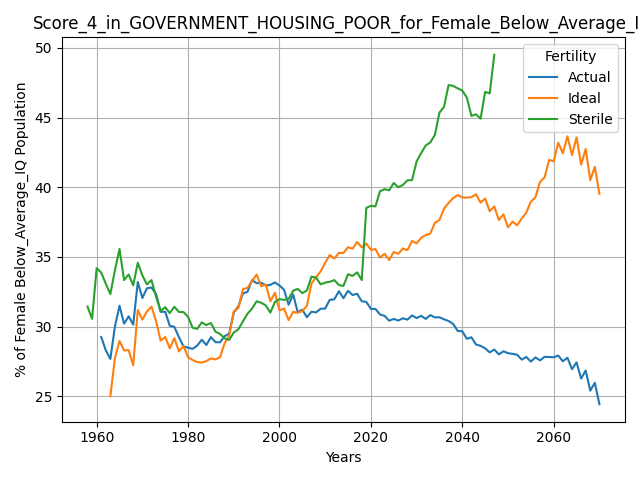 Score_4_in_GOVERNMENT_HOUSING_POOR_for_Female_Below_Average_I
% of Female Below_Average_IQ Population
50
45
40
35
30
25
Fertility
Actual
Ideal
Sterile
1960 1980 2000 2020 2040 2060
Years